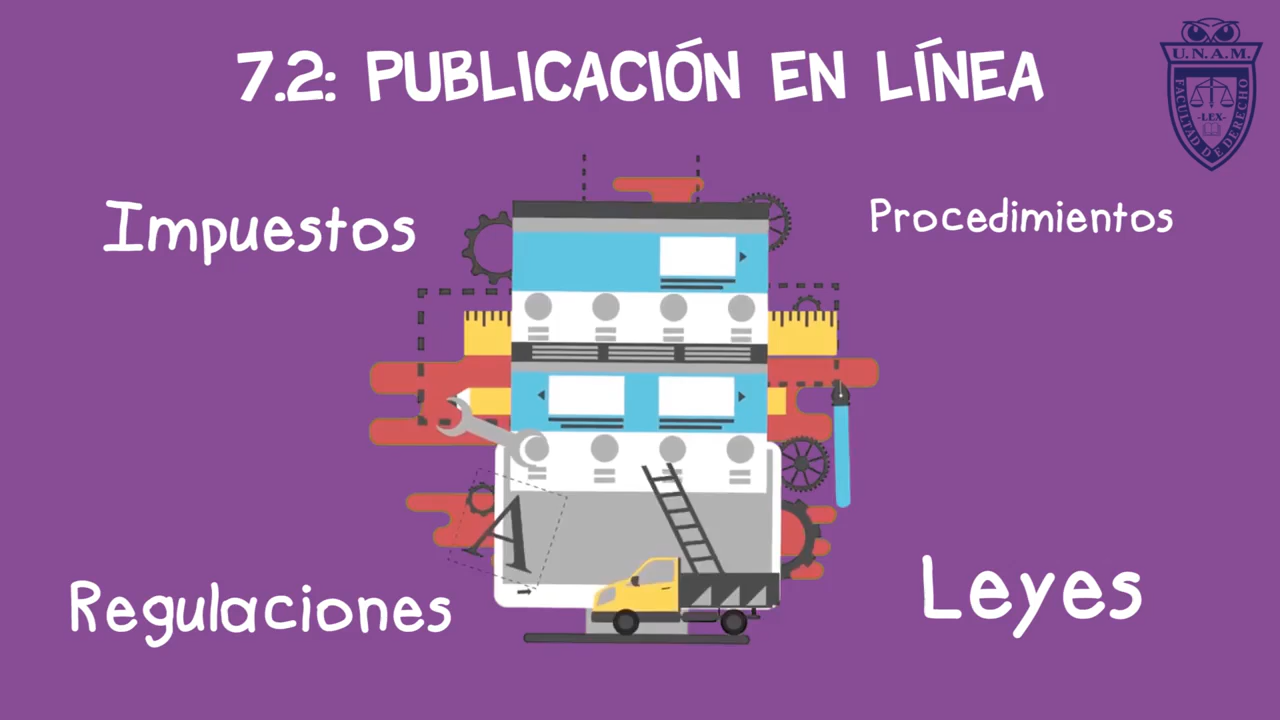 7.2: PUBLICACIÓN EN LÍNEA
U.N.A.M.
FACULTAD DE DERECHO
-LEX-
Impuestos
Procedimientos
A
Regulaciones
Leyes